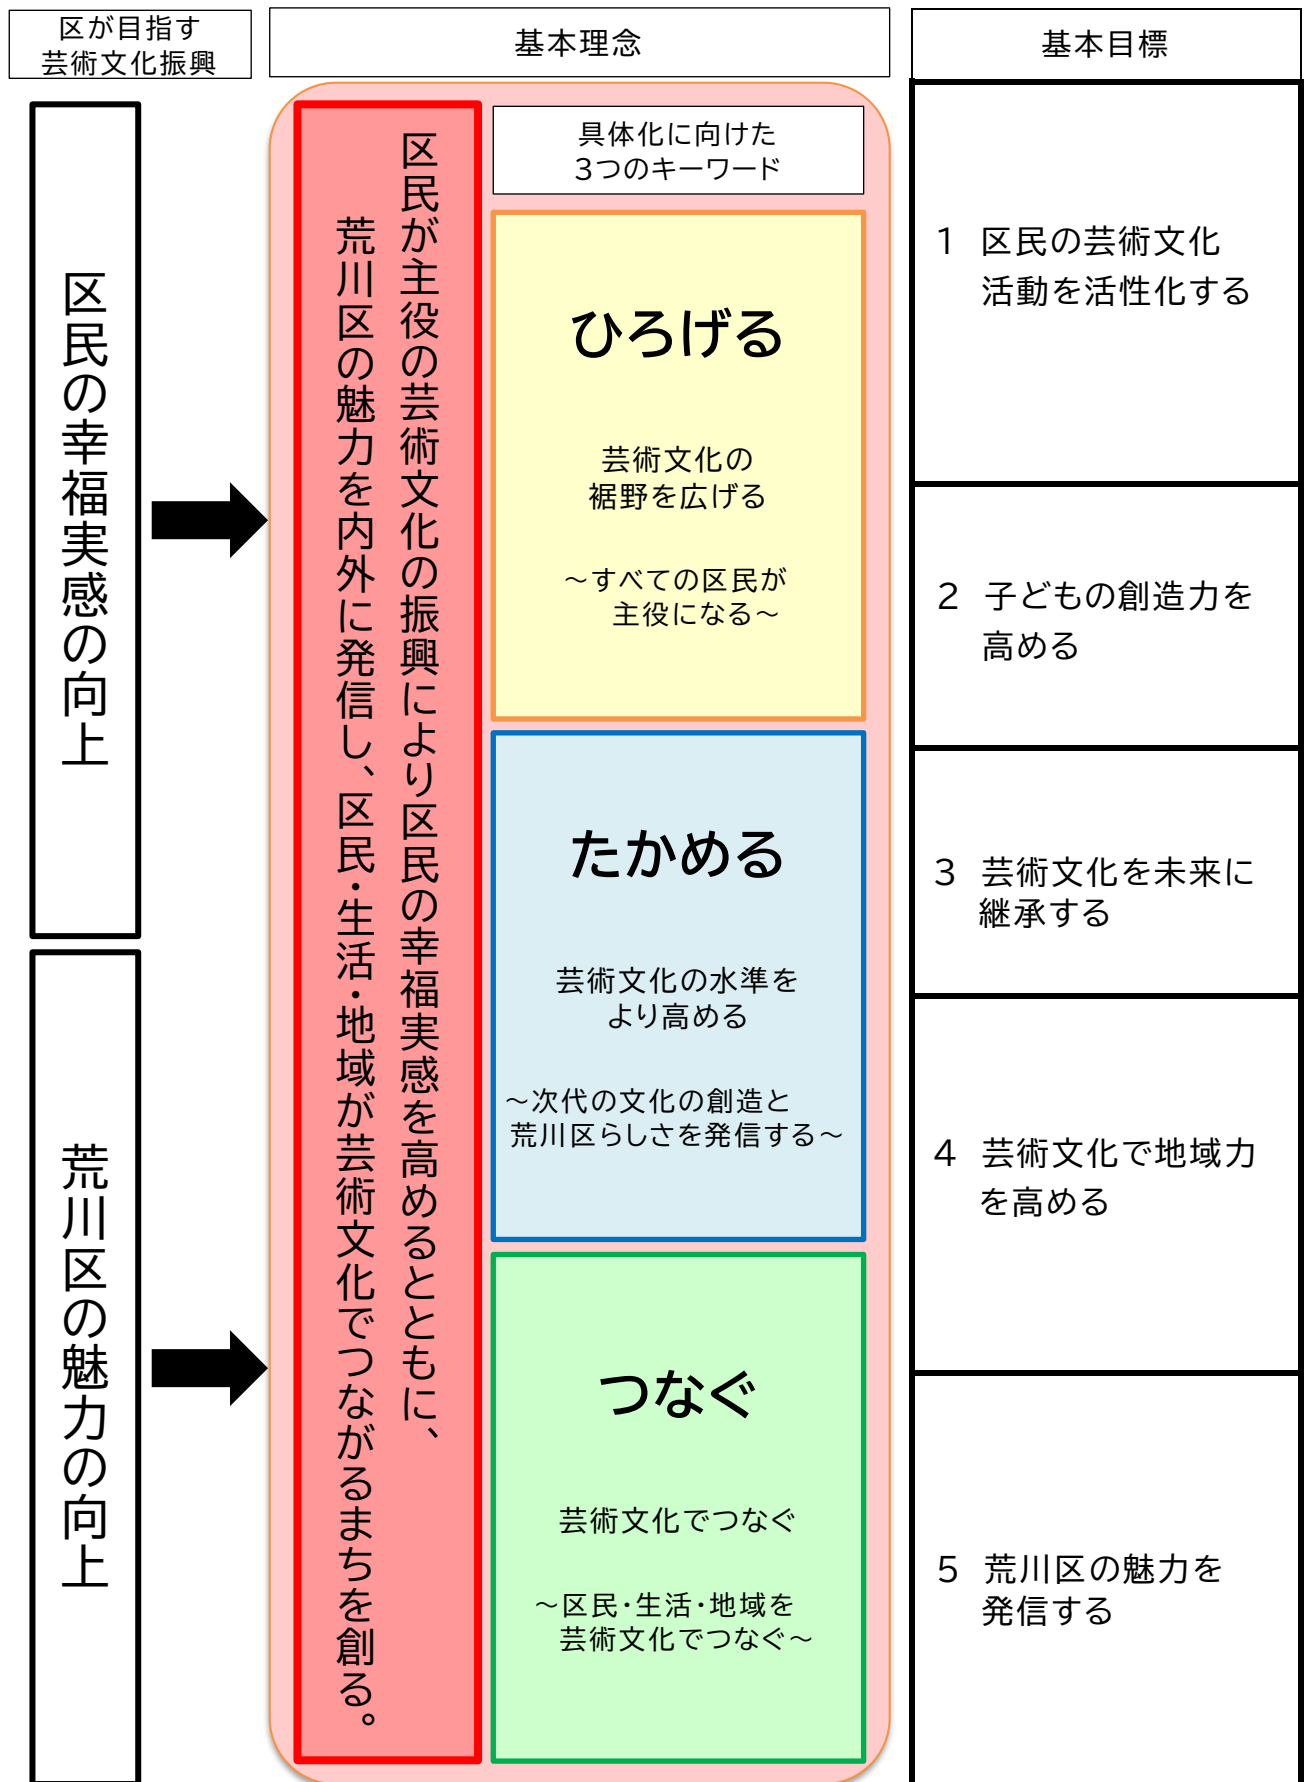 区が目指す
芸術文化振興
区民の幸福実感の向上
荒川区の魅力の向上
基本理念
区民が主役の芸術文化の振興により区民の幸福実感を高めるとともに、
荒川区の魅力を内外に発信し、区民・生活・地域が芸術文化でつながるまちを創る。
具体化に向けた
3つのキーワード
ひろげる
芸術文化の
裾野を広げる
～すべての区民が
主役になる～
たかめる
芸術文化の水準を
より高める
～次代の文化の創造と
荒川区らしさを発信する～
つなぐ
芸術文化でつなぐ
～区民・生活・地域を
芸術文化でつなぐ～
基本目標
1 区民の芸術文化
活動を活性化する
2 子どもの創造力を
高める
3 芸術文化を未来に
継承する
4 芸術文化で地域力
を高める
5 荒川区の魅力を
発信する